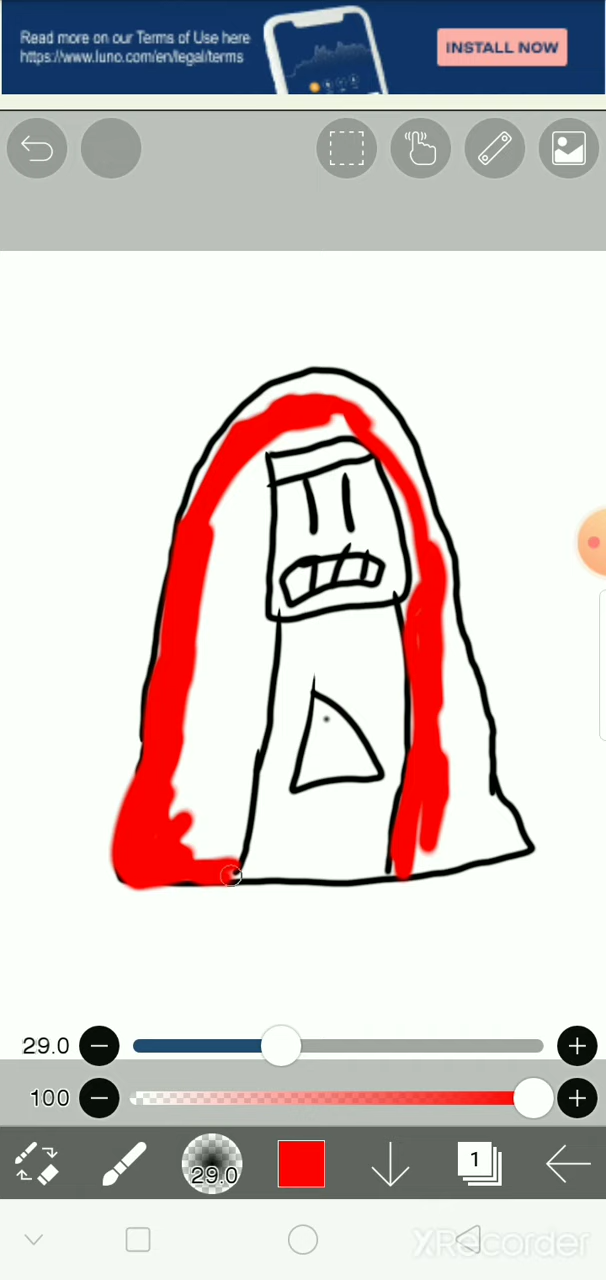 Read more on our Terms of Use here
https://www.luno.com/en/legal/terms
INSTALL NOW
29.0
100
29.0
1
XRecorder